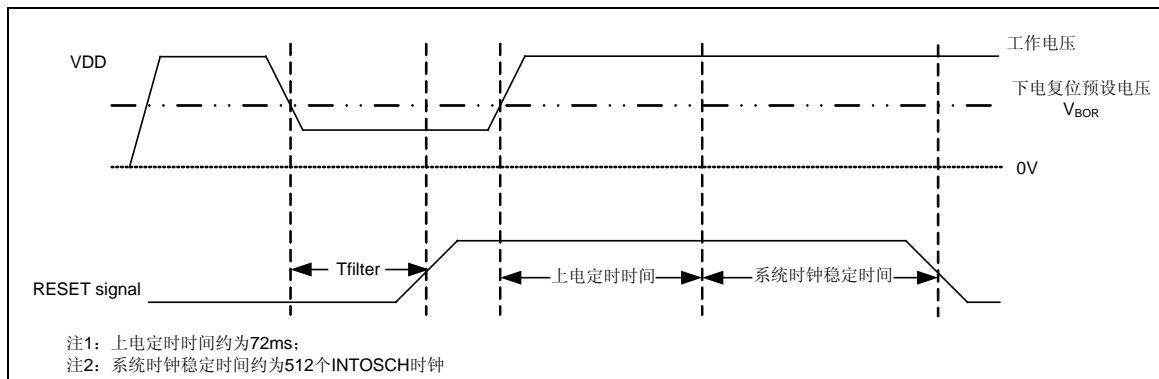 VDD
工作电压
下电复位预设电压
VBOR
0V
Tfilter
上电定时时间
系统时钟稳定时间
RESET signal
注1：上电定时时间约为72ms；
注2：系统时钟稳定时间约为512个INTOSCH时钟